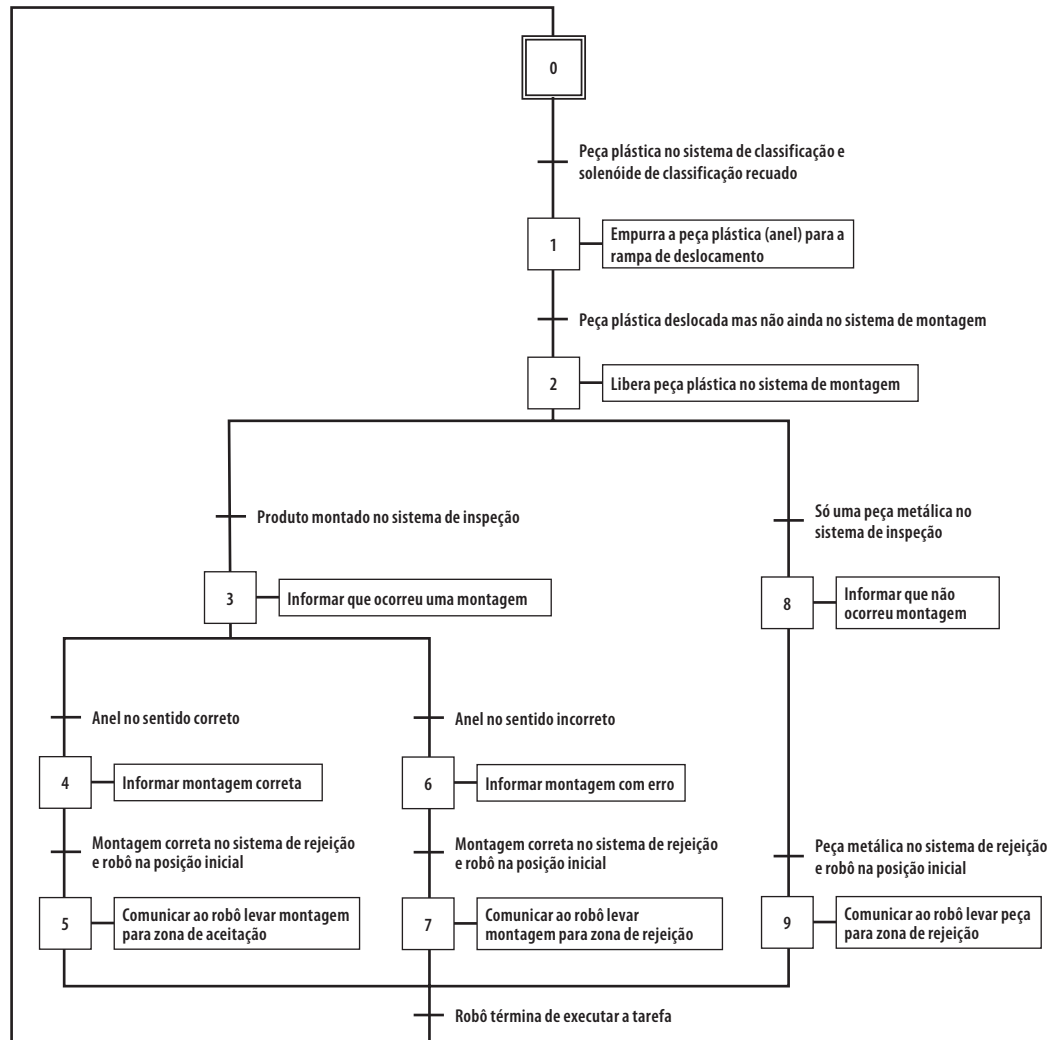 0
Peça plástica no sistema de classificação e
solenóide de classificação recuado
1
Empurra a peça plástica (anel) para a
rampa de deslocamento
Peça plástica deslocada mas não ainda no sistema de montagem
2
Libera peça plástica no sistema de montagem
Produto montado no sistema de inspeção
Só uma peça metálica no
sistema de inspeção
3
Informar que ocorreu uma montagem
8
Informar que não
ocorreu montagem
Anel no sentido correto
Anel no sentido incorreto
4
Informar montagem correta
6
Informar montagem com erro
Montagem correta no sistema de rejeição
e robô na posição inicial
Montagem correta no sistema de rejeição
e robô na posição inicial
Peça metálica no sistema de rejeição
e robô na posição inicial
5
Comunicar ao robô levar montagem
para zona de aceitação
7
Comunicar ao robô levar
montagem para zona de rejeição
9
Comunicar ao robô levar peça
para zona de rejeição
Robô términa de executar a tarefa